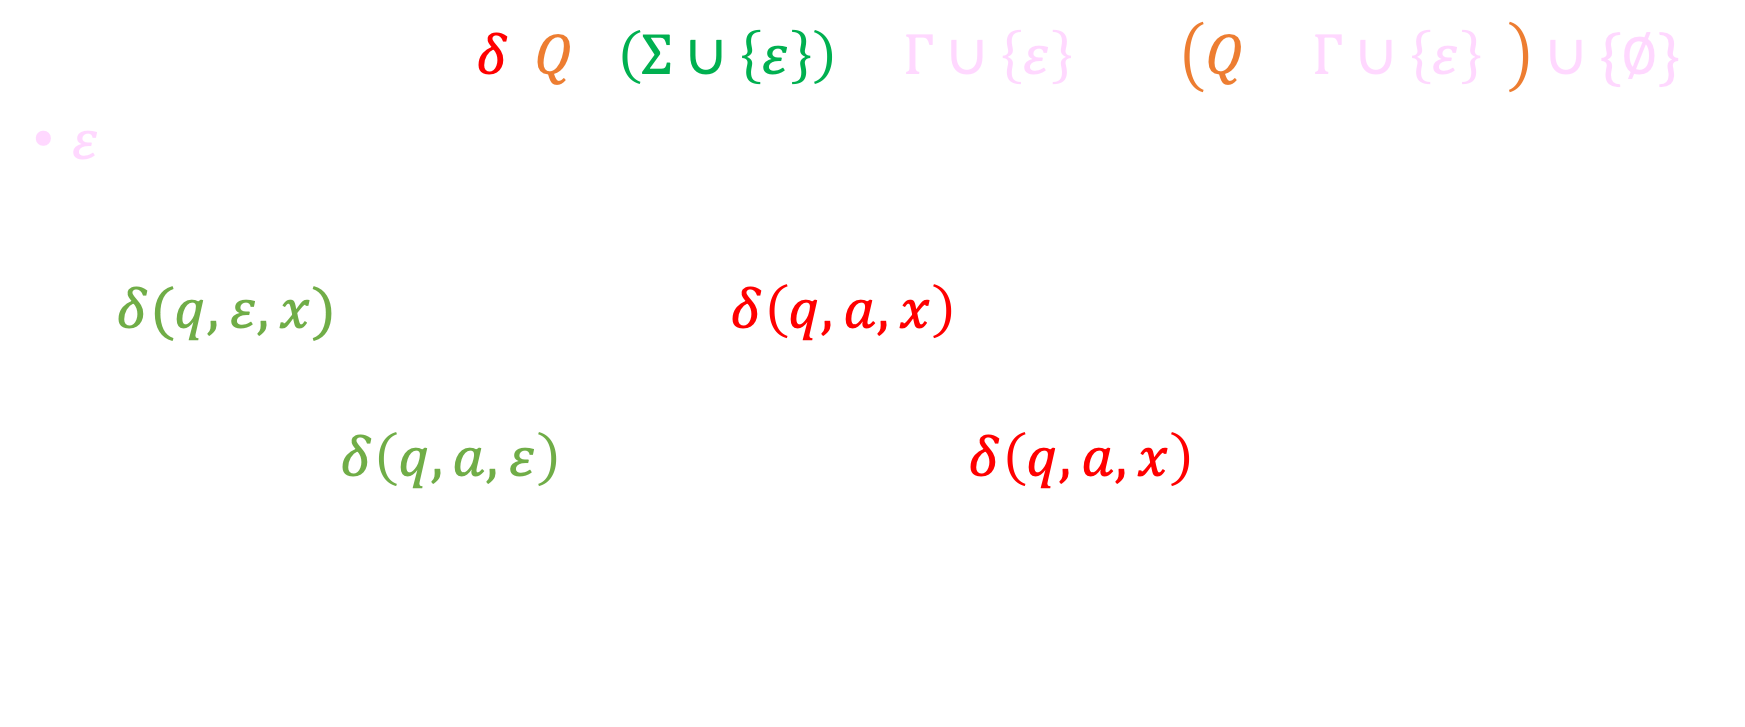 δ Q (Σ ∪ {ε}) Γ ∪ {ε} (Q Γ ∪ {ε} ) ∪ {∅}
• ε
δ(q, ε, x) δ(q, a, x)
δ(q, a, ε) δ(q, a, x)